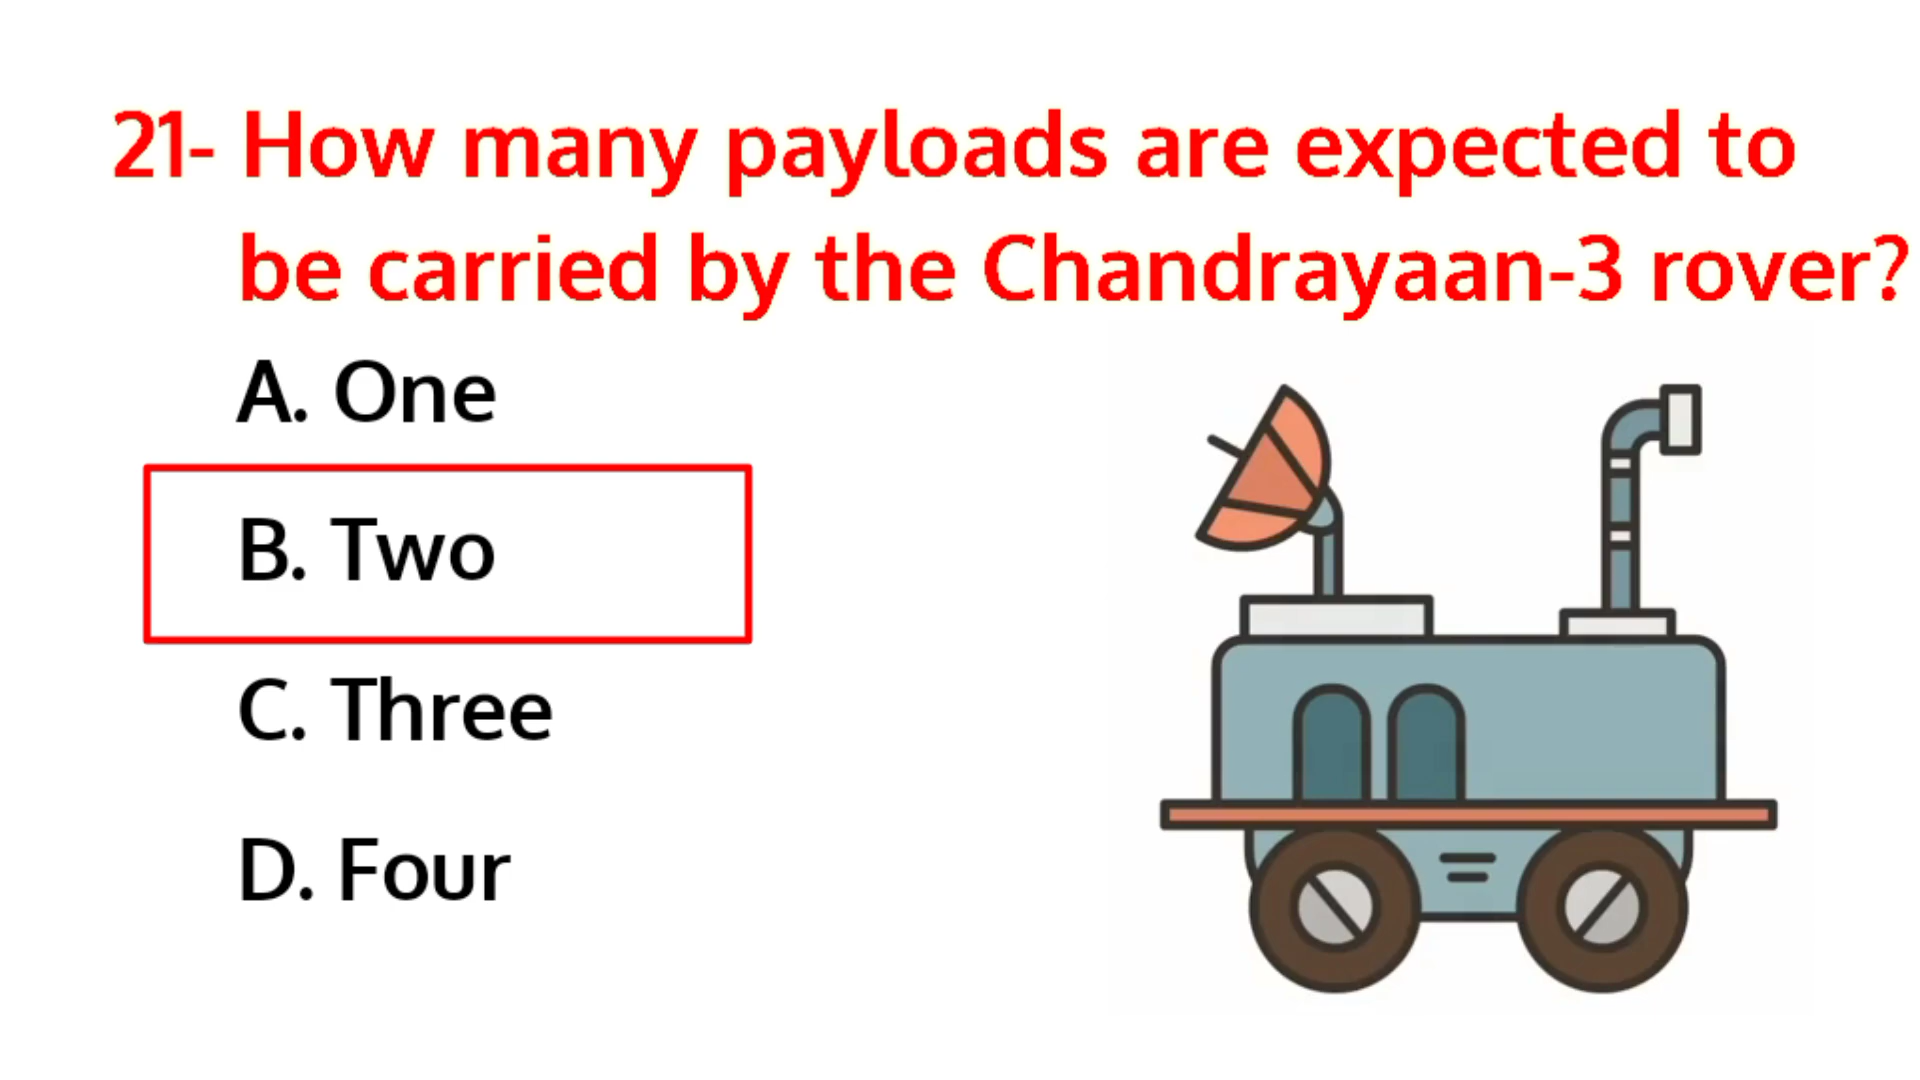 21- How many payloads are expected to
be carried by the Chandrayaan-3 rover?
A. One
B. Two
C. Three
D. Four